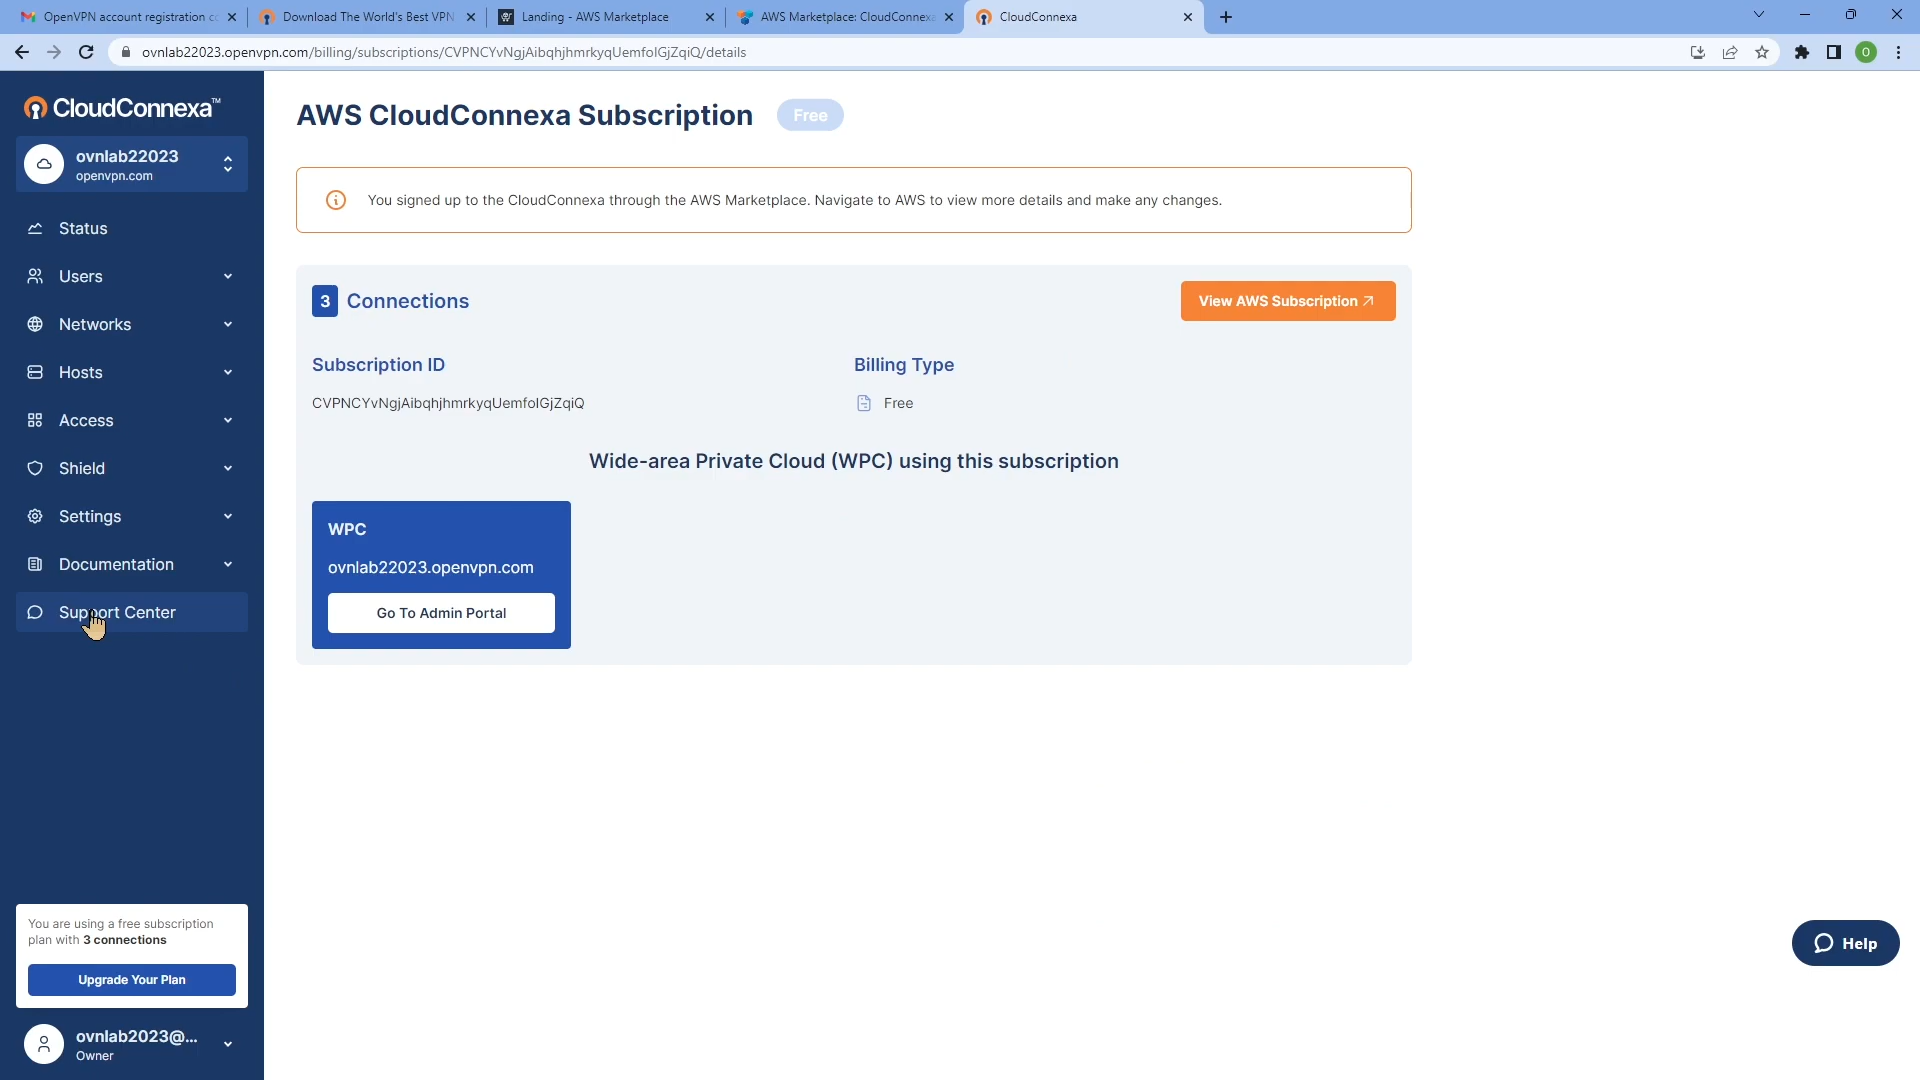 OpenVPN account registration co
Download The World's Best VPN
Landing - AWS Marketplace
AWS Marketplace: CloudConnexa
CloudConnexa
ovnlab22023.openvpn.com/billing/subscriptions/CVPNCYvNgjAibqhjhmrkyqUemfolGjZqiQ/details
O
CloudConnexa™
ovnlab22023
openvpn.com
Status
Users
Networks
Hosts
Access
Shield
Settings
Documentation
Support Center
You are using a free subscription
plan with 3 connections
Upgrade Your Plan
ovnlab2023@...
Owner
AWS CloudConnexa Subscription
Free
You signed up to the CloudConnexa through the AWS Marketplace. Navigate to AWS to view more details and make any changes.
3 Connections
View AWS Subscription
Subscription ID
Billing Type
CVPNCYvNgjAibqhjhmrkyqUemfolGjZqiQ
Free
Wide-area Private Cloud (WPC) using this subscription
WPC
ovnlab22023.openvpn.com
Go To Admin Portal
Help